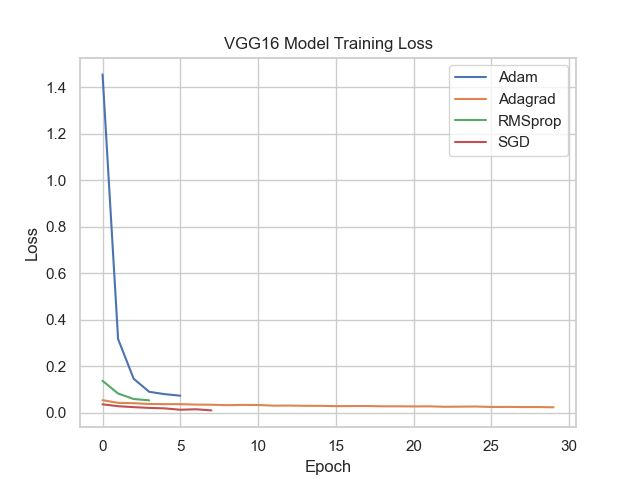 VGG16 Model Training Loss
Adam
Adagrad
RMSprop
SGD
1.4
1.2
1.0
0.8
0.6
0.4
0.2
0.0
Loss
0 5 10 15 20 25 30
Epoch